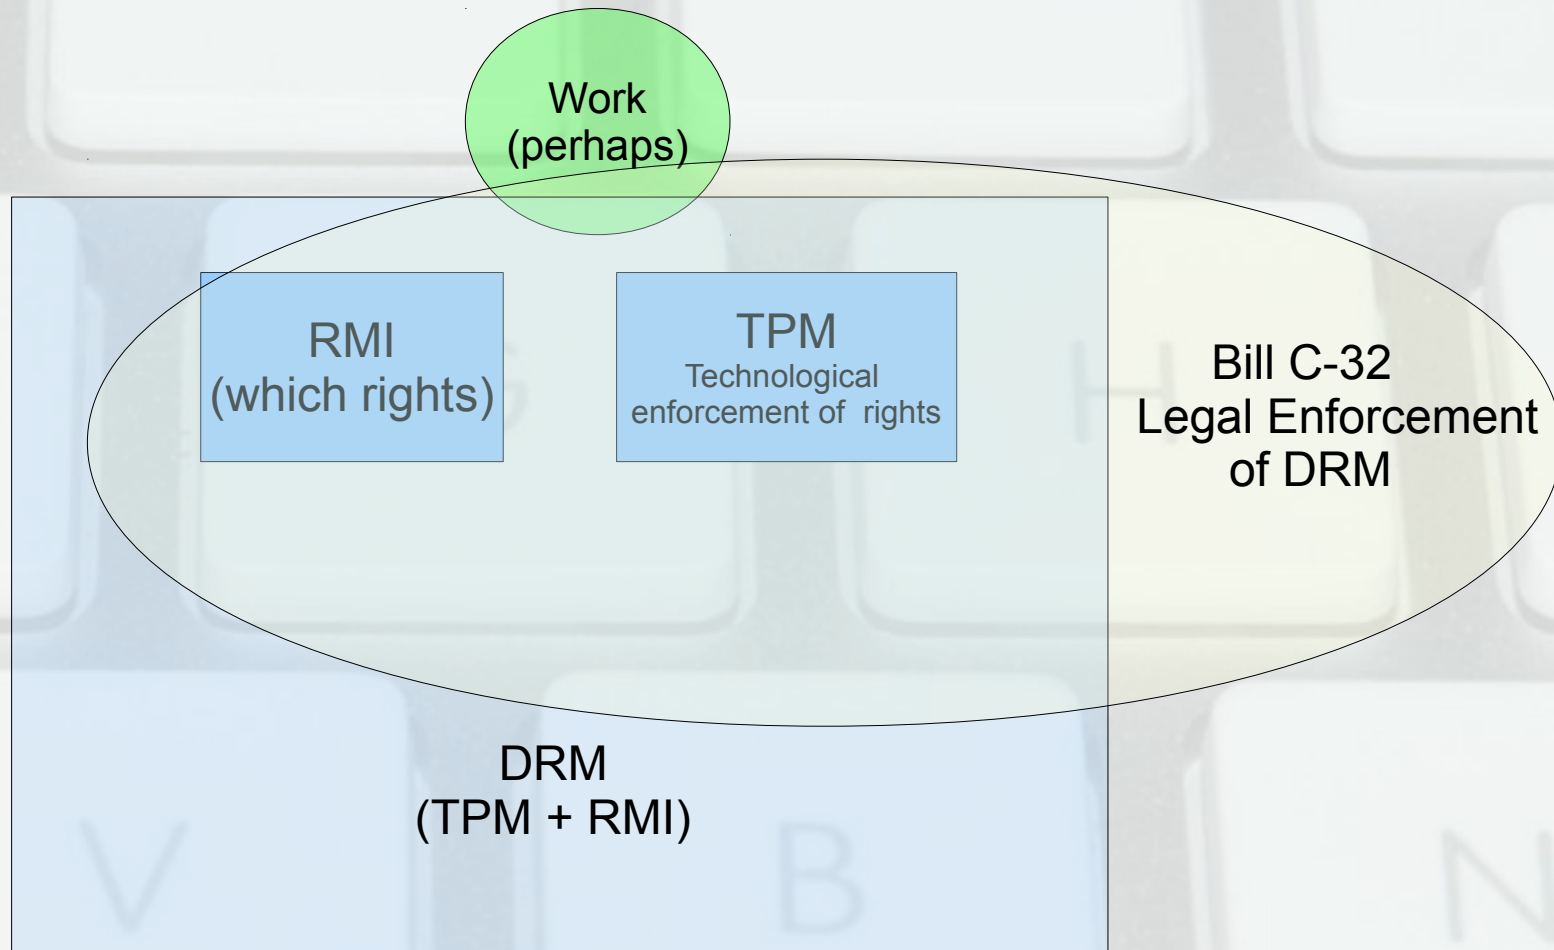 Work
(perhaps)
RMI
(which rights)
TPM
Technological
enforcement of  rights
Bill C-32
Legal Enforcement
of DRM
DRM
(TPM + RMI)
G
H
V
B
N